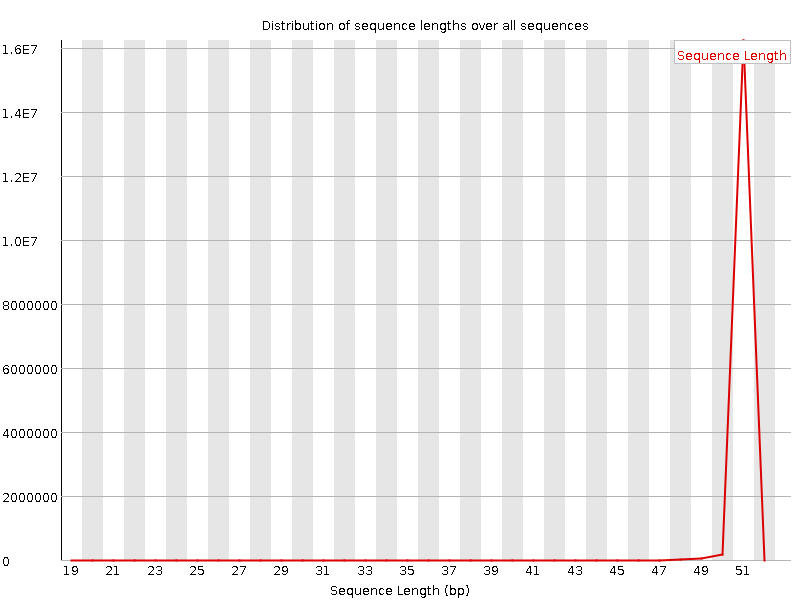 Distribution of sequence lengths over all sequences
Sequence Length
1.6E7
1.4E7
1.2E7
1.0E7
8000000
6000000
4000000
2000000
0
19 21 23 25 27 29 31 33 35 37 39 41 43 45 47 49 51
Sequence Length (bp)